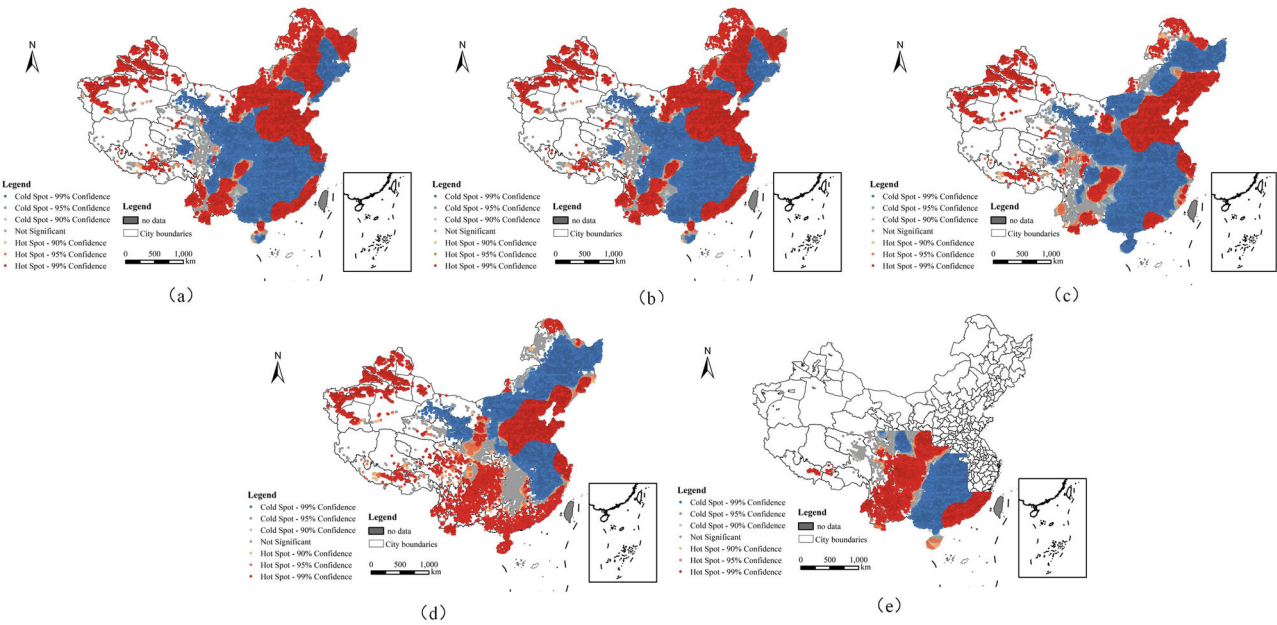 N
Legend
Cold Spot - 99% Confidence
Cold Spot - 95% Confidence
Cold Spot - 90% Confidence
Not Significant
Hot Spot - 90% Confidence
Hot Spot - 95% Confidence
Hot Spot - 99% Confidence
Legend
no data
City boundaries
0 500 1,000
km
(a)
N
Legend
Cold Spot - 99% Confidence
Cold Spot - 95% Confidence
Cold Spot - 90% Confidence
Not Significant
Hot Spot - 90% Confidence
Hot Spot - 95% Confidence
Hot Spot - 99% Confidence
Legend
no data
City boundaries
0 500 1,000
km
(b)
N
Legend
Cold Spot - 99% Confidence
Cold Spot - 95% Confidence
Cold Spot - 90% Confidence
Not Significant
Hot Spot - 90% Confidence
Hot Spot - 95% Confidence
Hot Spot - 99% Confidence
Legend
no data
City boundaries
0 500 1,000
km
(c)
N
Legend
Cold Spot - 99% Confidence
Cold Spot - 95% Confidence
Cold Spot - 90% Confidence
Not Significant
Hot Spot - 90% Confidence
Hot Spot - 95% Confidence
Hot Spot - 99% Confidence
Legend
no data
City boundaries
0 500 1,000
km
(d)
N
Legend
Cold Spot - 99% Confidence
Cold Spot - 95% Confidence
Cold Spot - 90% Confidence
Not Significant
Hot Spot - 90% Confidence
Hot Spot - 95% Confidence
Hot Spot - 99% Confidence
Legend
no data
City boundaries
0 500 1,000
km
(e)